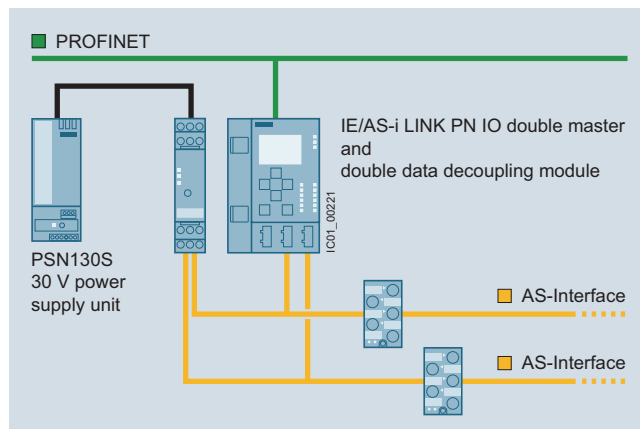 PROFINET
IE/AS-i LINK PN IO double master
and
double data decoupling module
IC01_00221
PSN130S
30 V power
supply unit
AS-Interface
AS-Interface